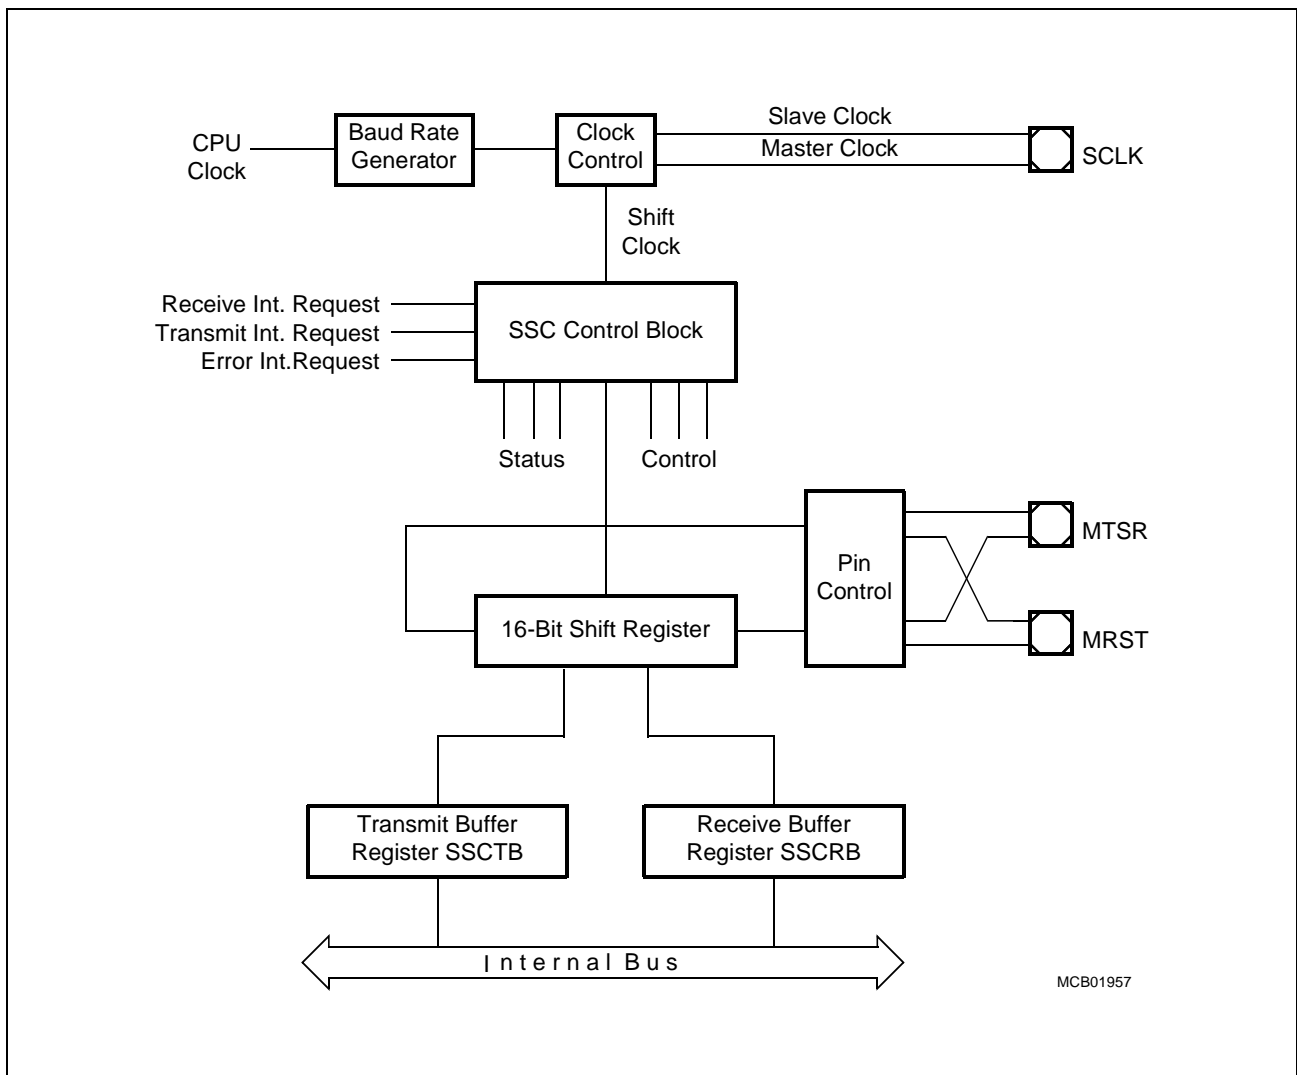 CPU
Clock
Baud Rate
Generator
Clock
Control
Slave Clock
Master Clock
SCLK
Shift
Clock
Receive Int. Request
Transmit Int. Request
Error Int.Request
SSC Control Block
Status
Control
Pin
Control
MTSR
MRST
16-Bit Shift Register
Transmit Buffer
Register SSCTB
Receive Buffer
Register SSCRB
Internal Bus
MCB01957